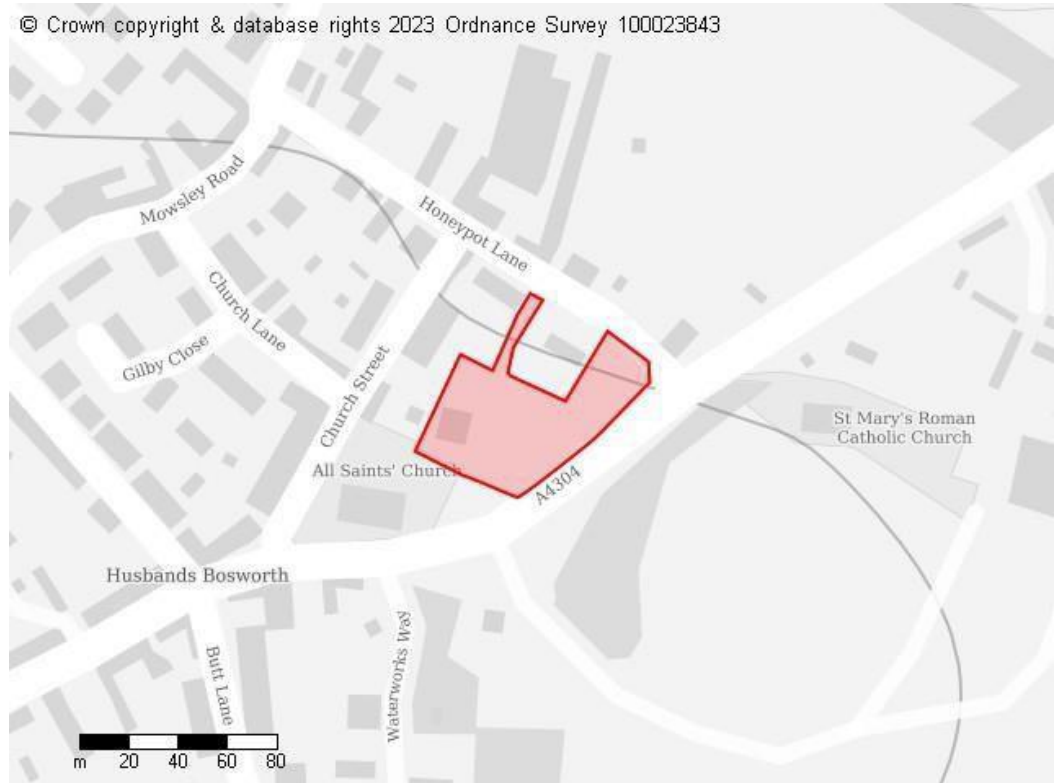 © Crown copyright & database rights 2023 Ordnance Survey 100023843
Mowsley Road
Honeypot Lane
Church Lane
Gilby Close
Church Street
St Mary's Roman
Catholic Church
All Saints' Church
A4304
Husbands Bosworth
Butt Lane
Waterworks Way
m 20 40 60 80